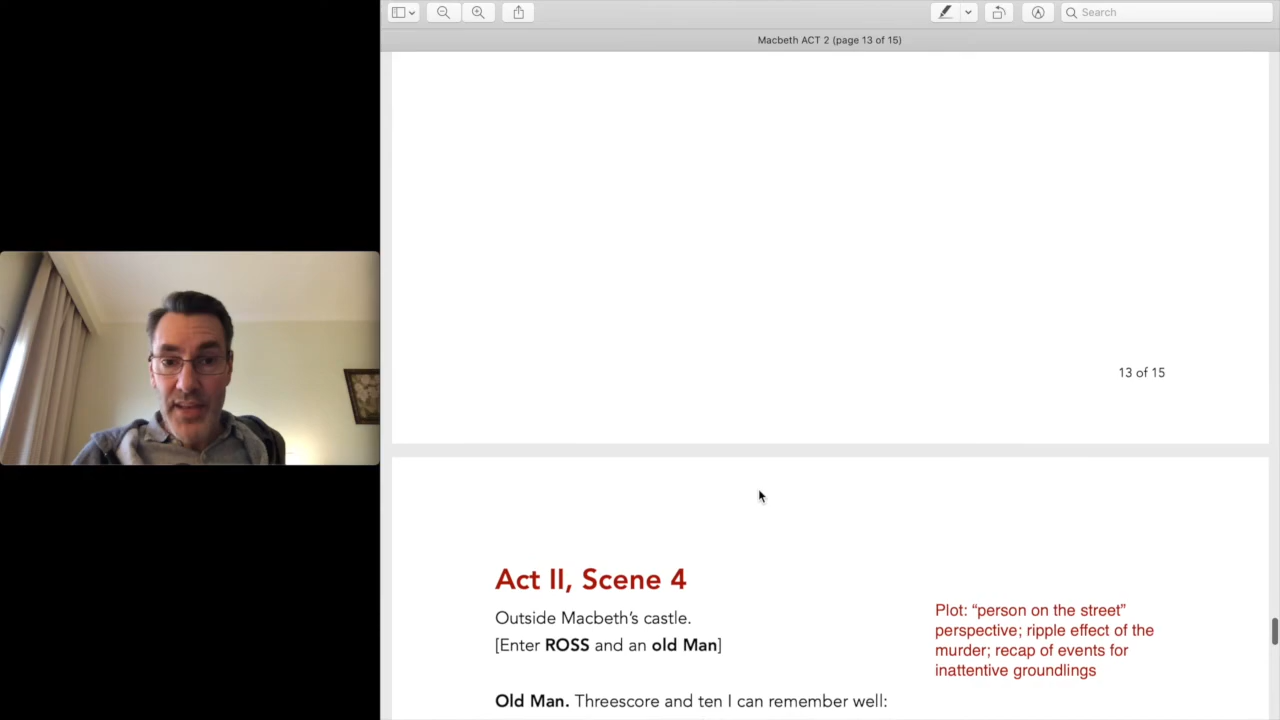 Search
Macbeth ACT 2 (page 13 of 15)
13 of 15
Act II, Scene 4
Outside Macbeth's castle.
[Enter ROSS and an old Man]
Old Man. Threescore and ten I can remember well:
Plot: “person on the street”
perspective; ripple effect of the
murder; recap of events for
inattentive groundlings